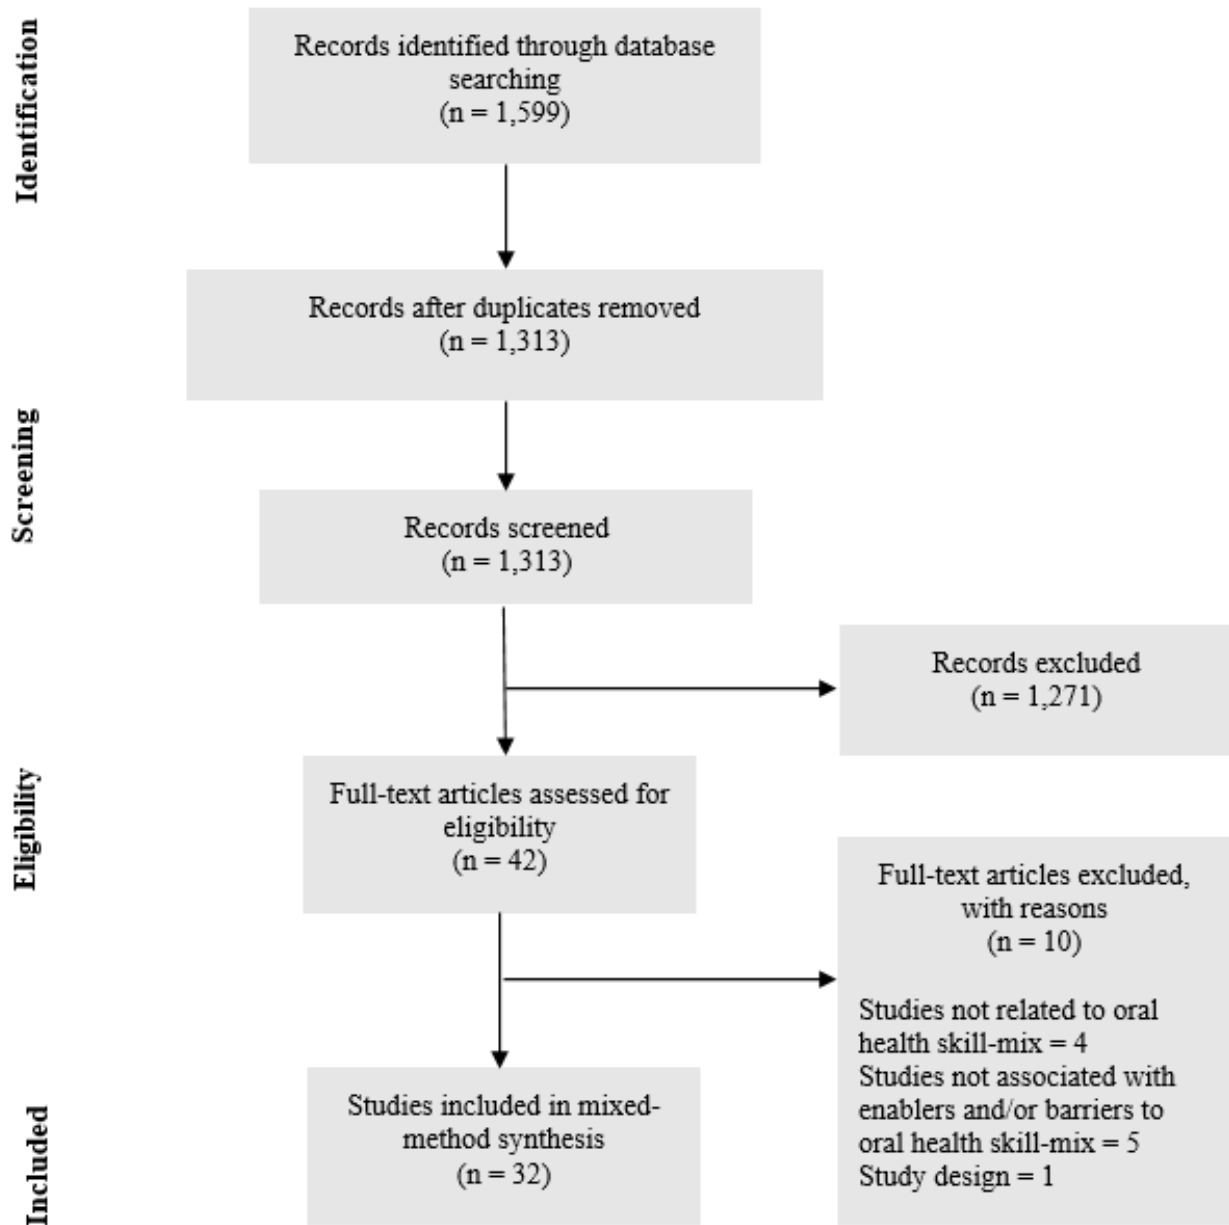 Identification
Records identified through database
searching
(n = 1,599)
Records after duplicates removed
(n = 1,313)
Screening
Records screened
(n = 1,313)
Records excluded
(n = 1,271)
Eligibility
Full-text articles assessed for
eligibility
(n = 42)
Full-text articles excluded,
with reasons
(n = 10)
Studies not related to oral
health skill-mix = 4
Studies not associated with
enablers and/or barriers to
oral health skill-mix = 5
Study design = 1
Included
Studies included in mixed-
method synthesis
(n = 32)